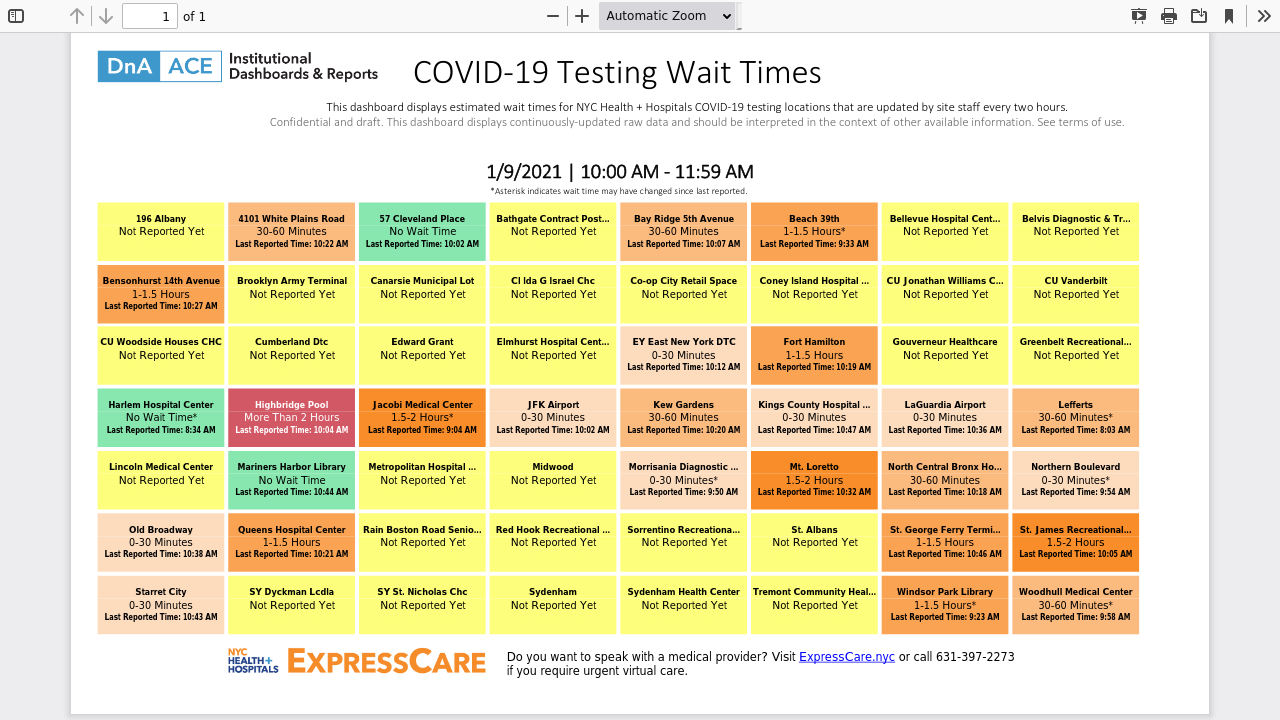 1 of 1 Automatic Zoom
DnA ACE Institutional Dashboards & Reports
COVID-19 Testing Wait Times
This dashboard displays estimated wait times for NYC Health + Hospitals COVID-19 testing locations that are updated by site staff every two hours.
Confidential and draft. This dashboard displays continuously-updated raw data and should be interpreted in the context of other available information. See terms of use.
1/9/2021 | 10:00 AM - 11:59 AM
*Asterisk indicates wait time may have changed since last reported.
196 Albany
Not Reported Yet
4101 White Plains Road
30-60 Minutes
Last Reported Time: 10:22 AM
57 Cleveland Place
No Wait Time
Last Reported Time: 10:02 AM
Bathgate Contract Post...
Not Reported Yet
Bay Ridge 5th Avenue
30-60 Minutes
Last Reported Time: 10:07 AM
Beach 39th
1-1.5 Hours*
Last Reported Time: 9:33 AM
Bellevue Hospital Cent...
Not Reported Yet
Belvis Diagnostic & Tr...
Not Reported Yet
Bensonhurst 14th Avenue
1-1.5 Hours
Last Reported Time: 10:27 AM
Brooklyn Army Terminal
Not Reported Yet
Canarsie Municipal Lot
Not Reported Yet
Cl Ida G Israel Chc
Not Reported Yet
Co-op City Retail Space
Not Reported Yet
Coney Island Hospital ...
Not Reported Yet
CU Jonathan Williams C...
Not Reported Yet
CU Vanderbilt
Not Reported Yet
CU Woodside Houses CHC
Not Reported Yet
Cumberland Dtc
Not Reported Yet
Edward Grant
Not Reported Yet
Elmhurst Hospital Cent...
Not Reported Yet
EY East New York DTC
0-30 Minutes
Last Reported Time: 10:12 AM
Fort Hamilton
1-1.5 Hours
Last Reported Time: 10:19 AM
Gouverneur Healthcare
Not Reported Yet
Greenbelt Recreational...
Not Reported Yet
Harlem Hospital Center
No Wait Time*
Last Reported Time: 8:34 AM
Highbridge Pool
More Than 2 Hours
Last Reported Time: 10:04 AM
Jacobi Medical Center
1.5-2 Hours*
Last Reported Time: 9:04 AM
JFK Airport
0-30 Minutes
Last Reported Time: 10:02 AM
Kew Gardens
30-60 Minutes
Last Reported Time: 10:20 AM
Kings County Hospital ...
0-30 Minutes
Last Reported Time: 10:47 AM
LaGuardia Airport
0-30 Minutes
Last Reported Time: 10:36 AM
Lefferts
30-60 Minutes*
Last Reported Time: 8:03 AM
Lincoln Medical Center
Not Reported Yet
Mariners Harbor Library
No Wait Time
Last Reported Time: 10:44 AM
Metropolitan Hospital ...
Not Reported Yet
Midwood
Not Reported Yet
Morrisania Diagnostic ...
0-30 Minutes*
Last Reported Time: 9:50 AM
Mt. Loretto
1.5-2 Hours
Last Reported Time: 10:32 AM
North Central Bronx Ho...
30-60 Minutes
Last Reported Time: 10:18 AM
Northern Boulevard
0-30 Minutes*
Last Reported Time: 9:54 AM
Old Broadway
0-30 Minutes
Last Reported Time: 10:38 AM
Queens Hospital Center
1-1.5 Hours
Last Reported Time: 10:21 AM
Rain Boston Road Senio...
Not Reported Yet
Red Hook Recreational ...
Not Reported Yet
Sorrentino Recreationa...
Not Reported Yet
St. Albans
Not Reported Yet
St. George Ferry Termi...
1-1.5 Hours
Last Reported Time: 10:46 AM
St. James Recreational...
1.5-2 Hours
Last Reported Time: 10:05 AM
Starret City
0-30 Minutes
Last Reported Time: 10:43 AM
SY Dyckman Lcdla
Not Reported Yet
SY St. Nicholas Chc
Not Reported Yet
Sydenham
Not Reported Yet
Sydenham Health Center
Not Reported Yet
Tremont Community Heal...
Not Reported Yet
Windsor Park Library
1-1.5 Hours*
Last Reported Time: 9:23 AM
Woodhull Medical Center
30-60 Minutes*
Last Reported Time: 9:58 AM
NYC
HEALTH+
HOSPITALS
EXPRESSCARE
Do you want to speak with a medical provider? Visit ExpressCare.nyc or call 631-397-2273
if you require urgent virtual care.